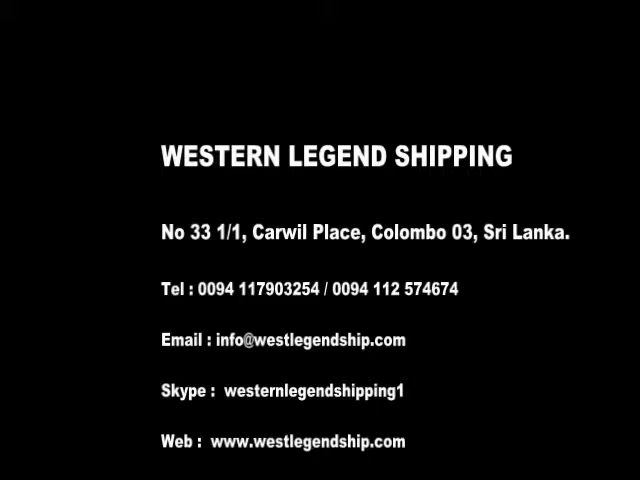 WESTERN LEGEND SHIPPING
No 33 1/1, Carwil Place, Colombo 03, Sri Lanka.
Tel : 0094 117903254 / 0094 112 574674
Email : info@westlegendship.com
Skype :  westernlegendshipping1
Web :  www.westlegendship.com